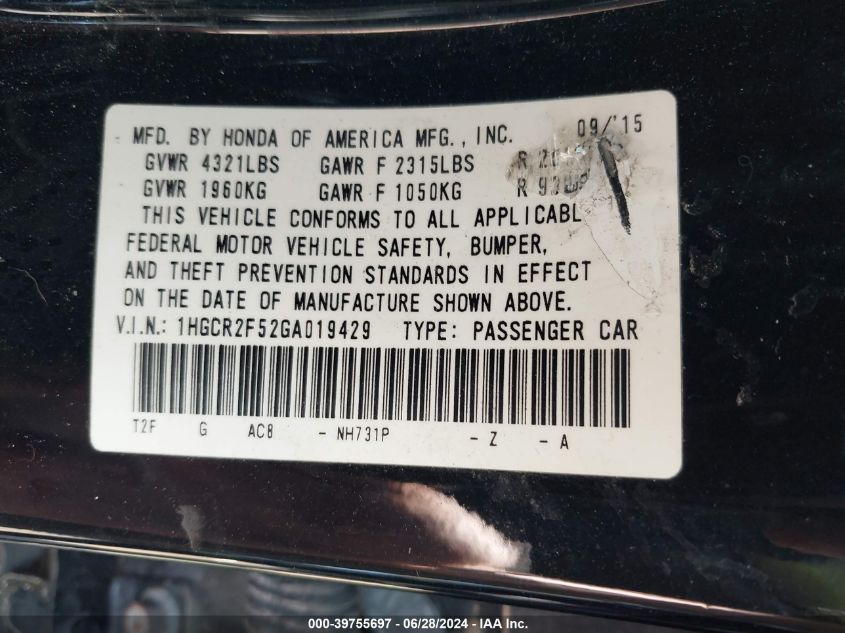 MFD. BY HONDA OF AMERICA MFG., INC. 09/'15
GVWR 4321LBS GAWR F 2315LBS R
GVWR 1960KG GAWR F 1050KG R
THIS VEHICLE CONFORMS TO ALL APPLICABL
FEDERAL MOTOR VEHICLE SAFETY, BUMPER,
AND THEFT PREVENTION STANDARDS IN EFFECT
ON THE DATE OF MANUFACTURE SHOWN ABOVE.
V.I.N.: 1HGCR2F52GA019429 TYPE: PASSENGER CAR
T2F G AC8 - NH731P - Z - A
000-39755697 - 06/28/2024 - IAA Inc.